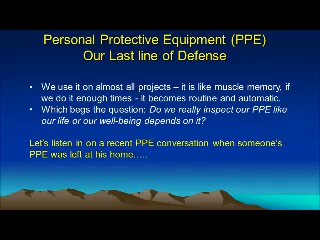 Personal Protective Equipment (PPE)
Our Last line of Defense
• We use it on almost all projects – it is like muscle memory, if
we do it enough times - it becomes routine and automatic.
• Which begs the question: Do we really inspect our PPE like
our life or our well-being depends on it?
Let's listen in on a recent PPE conversation when someone's
PPE was left at his home…..